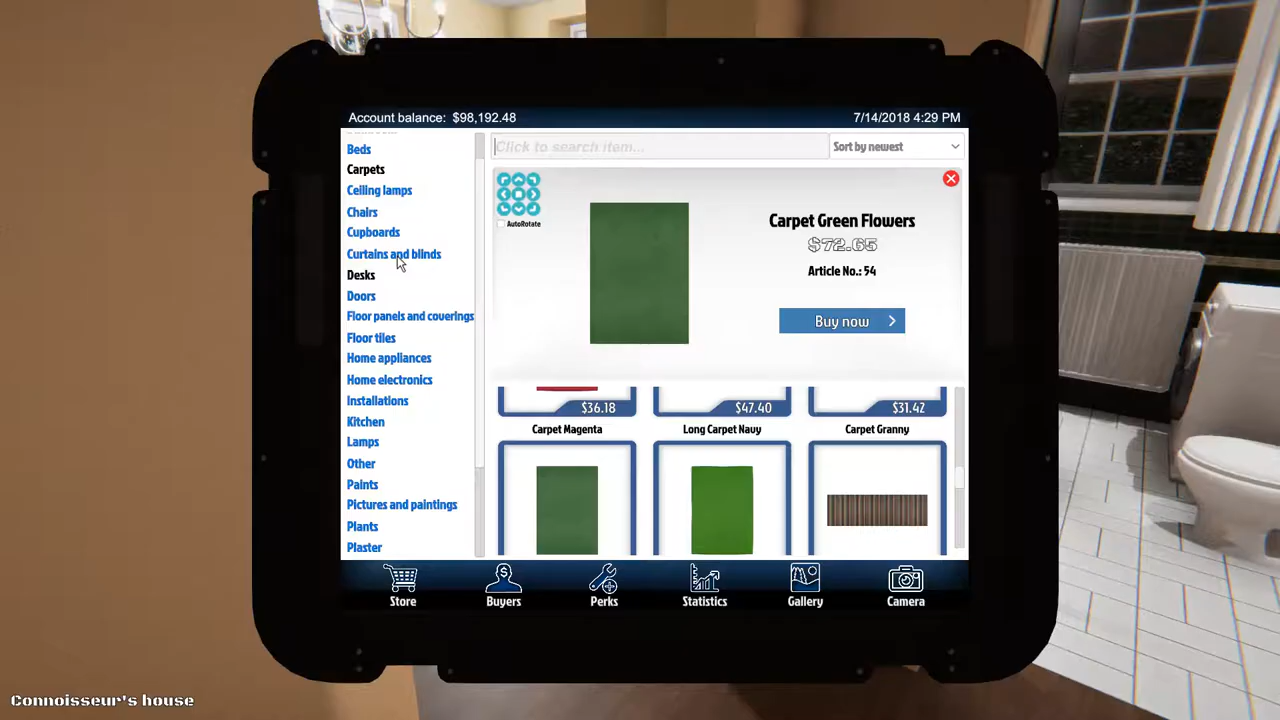 Account balance: $98,192.48
7/14/2018 4:29 PM
Beds
Carpets
Ceiling lamps
Chairs
Cupboards
Curtains and blinds
Desks
Doors
Floor panels and coverings
Floor tiles
Home appliances
Home electronics
Installations
Kitchen
Lamps
Other
Paints
Pictures and paintings
Plants
Plaster
Click to search item...
Sort by newest
AutoRotate
Carpet Green Flowers
$72.65
Article No.: 54
Buy now
$36.18
$47.40
$31.42
Carpet Magenta
Long Carpet Navy
Carpet Granny
Store
Buyers
Perks
Statistics
Gallery
Camera
Connoisseur's house